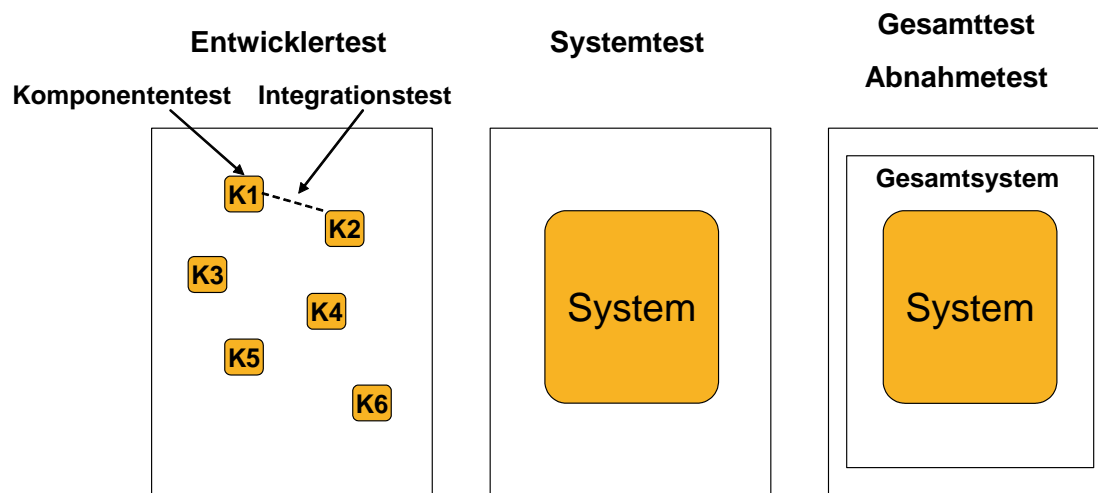 Entwicklertest
Systemtest
Gesamttest
Abnahmetest
Komponententest
Integrationstest
K1
K2
K3
K4
K5
K6
System
Gesamtsystem
System